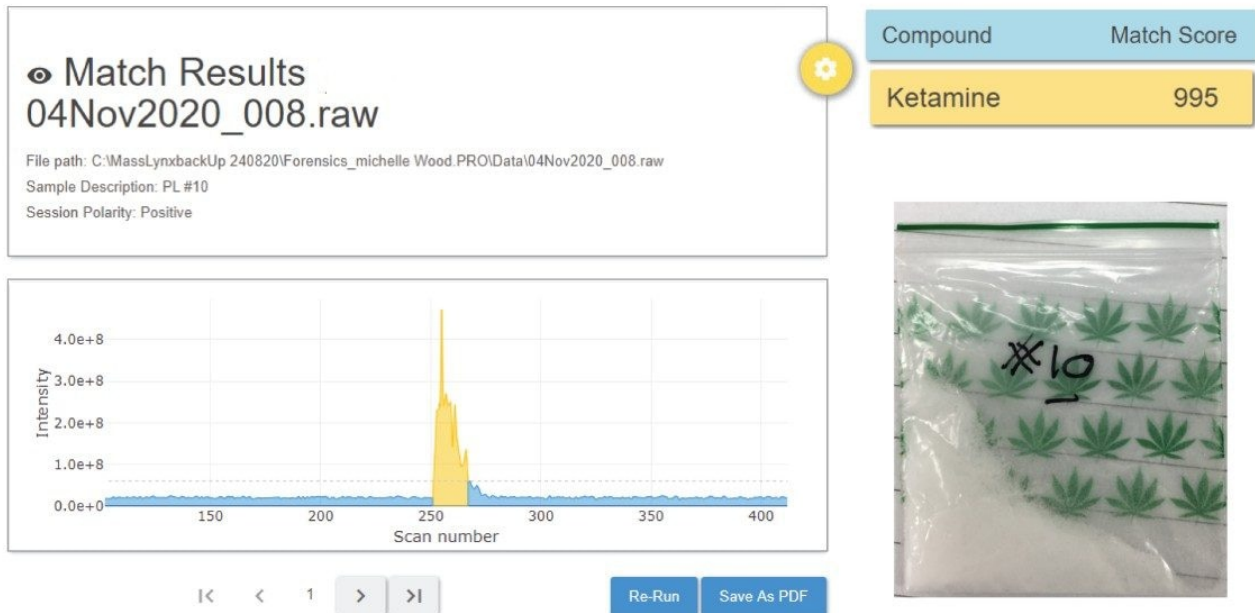 Match Results
04Nov2020_008.raw
File path: C:\MassLynxbackUp 240820\Forensics_michelle Wood.PRO\Data\04Nov2020_008.raw
Sample Description: PL #10
Session Polarity: Positive
Compound Match Score
Ketamine 995
#10
4.0e+8
3.0e+8
2.0e+8
1.0e+8
0.0e+0
Intensity
150 200 250 300 350 400
Scan number
1
Re-Run Save As PDF